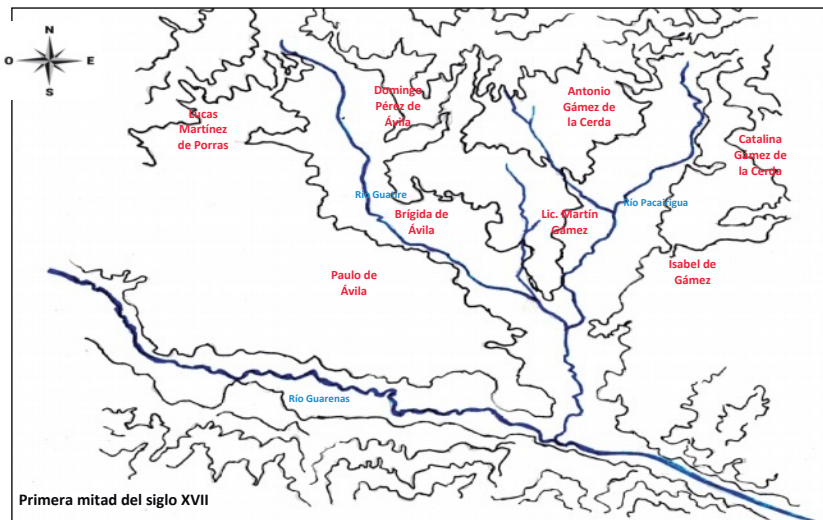 N
O
E
S
Domingo
Pérez de
Ávila
Antonio
Gámez de
la Cerda
Lucas
Martínez
de Porras
Catalina
Gámez de
la Cerda
Río Guatire
Brígida de
Ávila
Lic. Martín
Gámez
Río Pacairigua
Paulo de
Ávila
Isabel de
Gámez
Río Guarenas
Primera mitad del siglo XVII